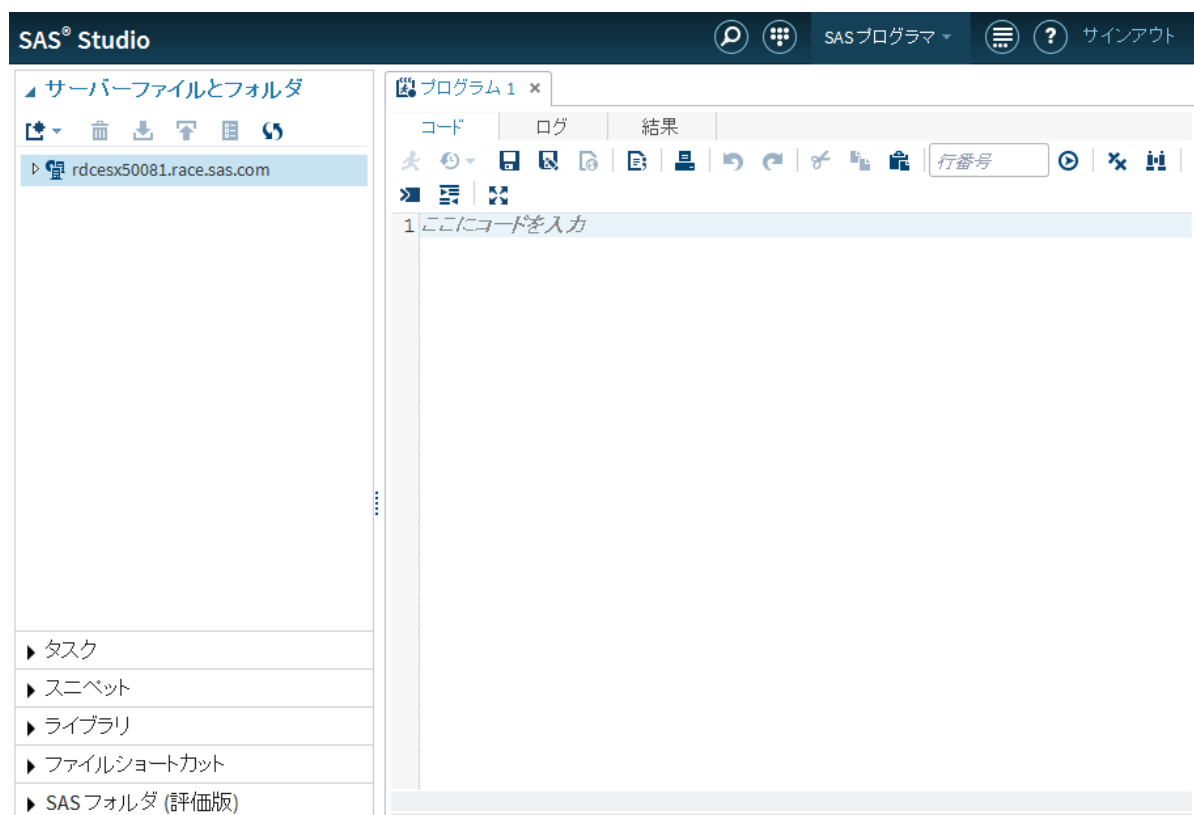 SAS® Studio
SASプログラマ
サインアウト
サーバーファイルとフォルダ
rdcesx50081.race.sas.com
タスク
スニペット
ライブラリ
ファイルショートカット
SASフォルダ (評価版)
プログラム 1
コード ログ 結果
行番号
1 ここにコードを入力